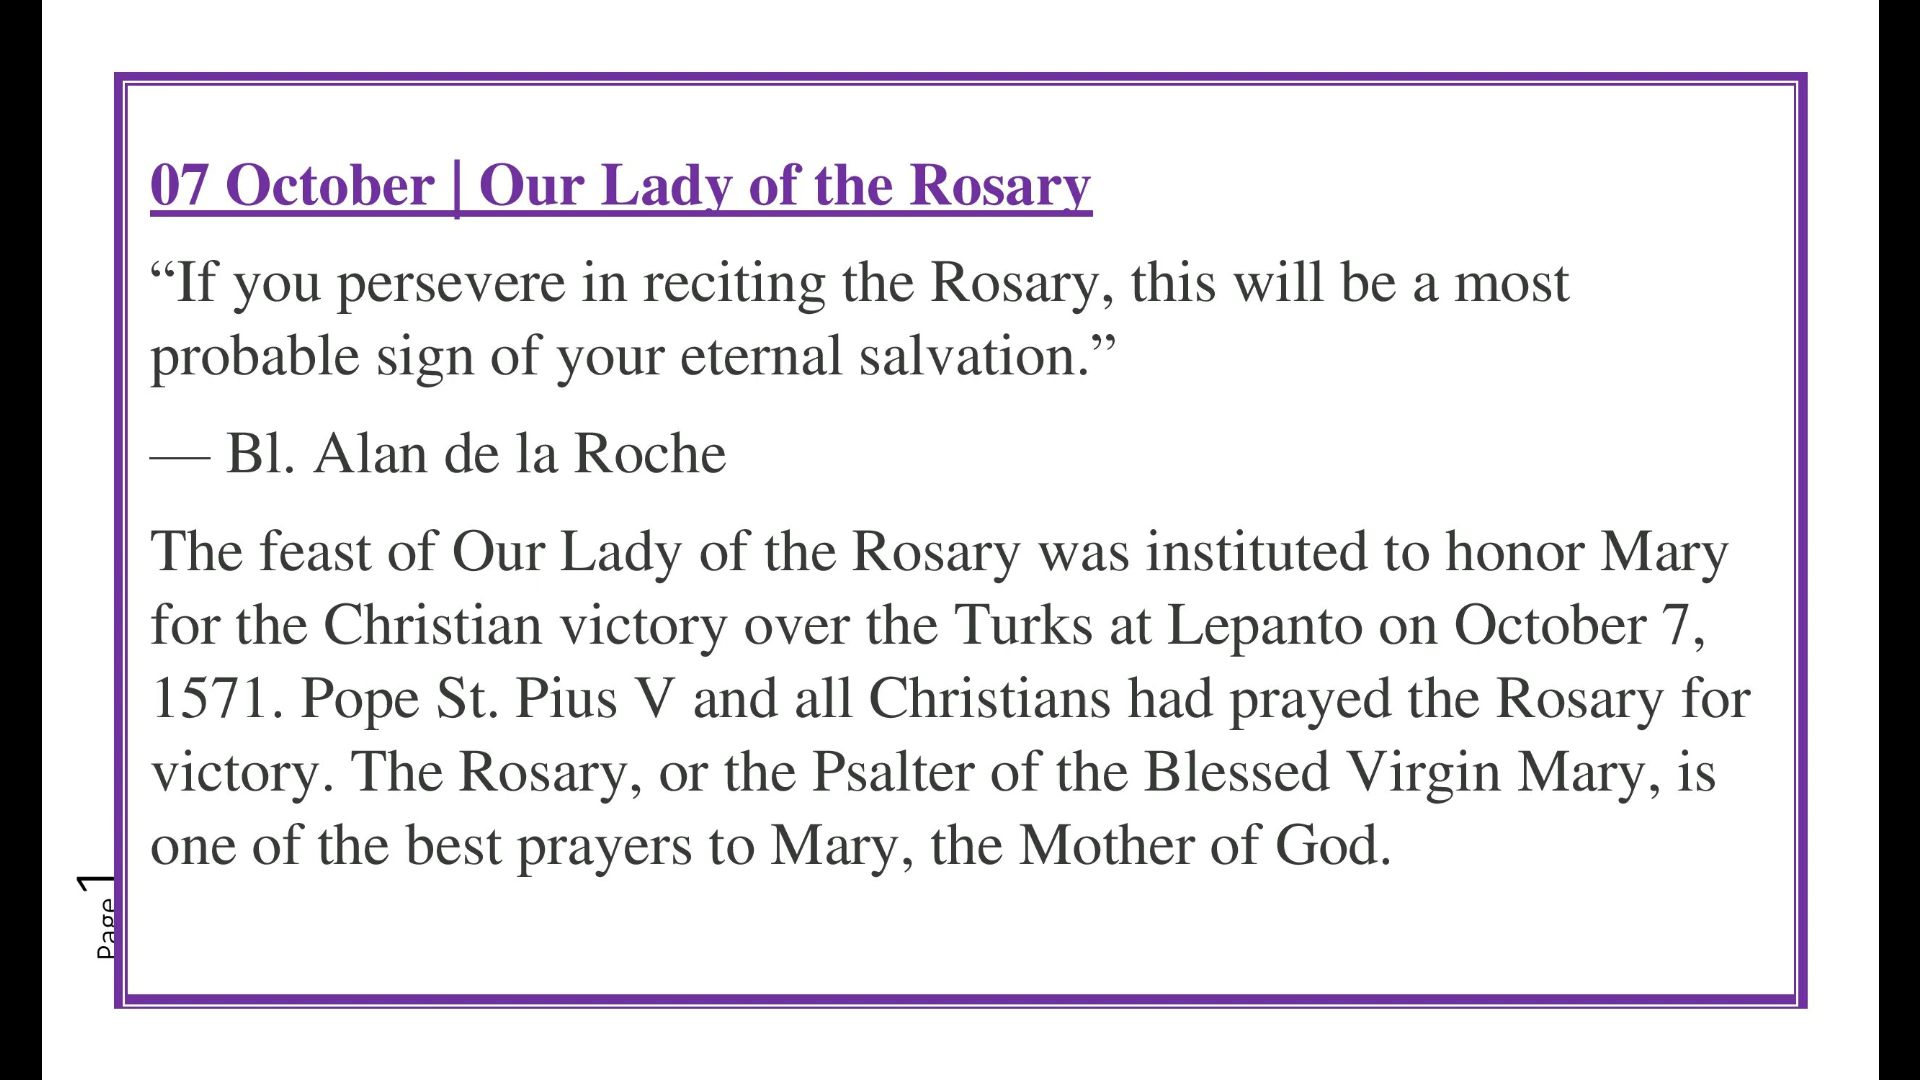 07 October | Our Lady of the Rosary
“If you persevere in reciting the Rosary, this will be a most
probable sign of your eternal salvation.”
— Bl. Alan de la Roche
The feast of Our Lady of the Rosary was instituted to honor Mary
for the Christian victory over the Turks at Lepanto on October 7,
1571. Pope St. Pius V and all Christians had prayed the Rosary for
victory. The Rosary, or the Psalter of the Blessed Virgin Mary, is
one of the best prayers to Mary, the Mother of God.
Page 1